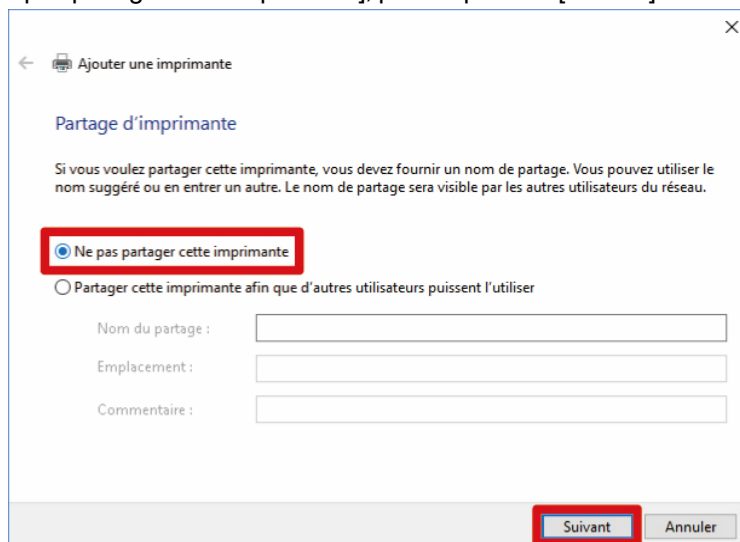 Ajouter une imprimante
Partage d'imprimante
Si vous voulez partager cette imprimante, vous devez fournir un nom de partage. Vous pouvez utiliser le
nom suggéré ou en entrer un autre. Le nom de partage sera visible par les autres utilisateurs du réseau.
Ne pas partager cette imprimante
Partager cette imprimante afin que d'autres utilisateurs puissent l'utiliser
Nom du partage :
Emplacement :
Commentaire :
Suivant Annuler